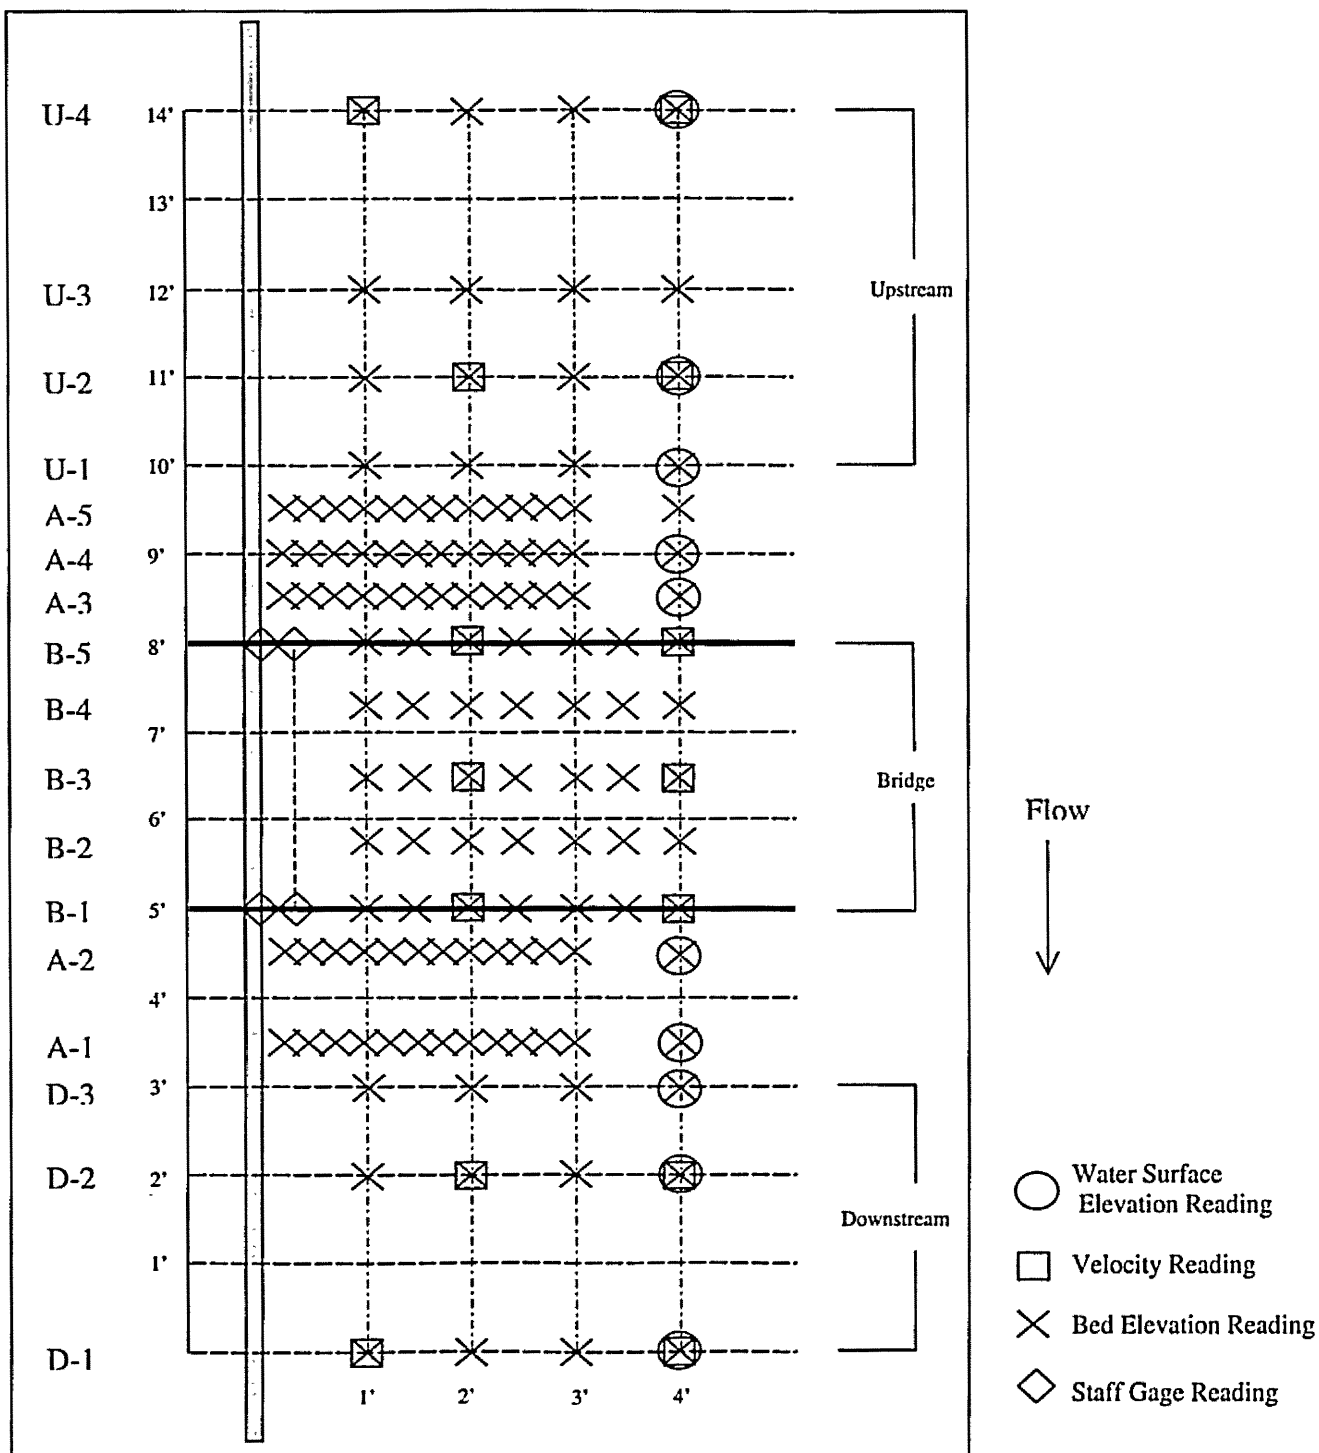 U-4 14'
13'
U-3 12'
Upstream
U-2 11'
U-1 10'
A-5
A-4 9'
A-3
B-5 8'
B-4
7'
B-3
Bridge
6'
Flow
B-2
B-1 5'
A-2
4'
A-1
D-3 3'
D-2 2'
Water Surface
Elevation Reading
Downstream
1'
Velocity Reading
Bed Elevation Reading
D-1
1' 2' 3' 4'
Staff Gage Reading